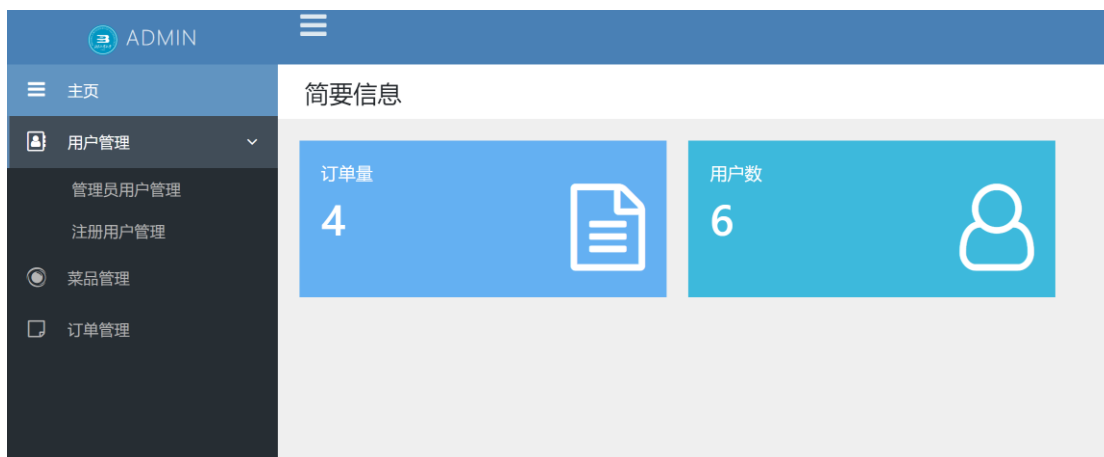 ADMIN
主页
用户管理
管理员用户管理
注册用户管理
菜品管理
订单管理
简要信息
订单量
4
用户数
6